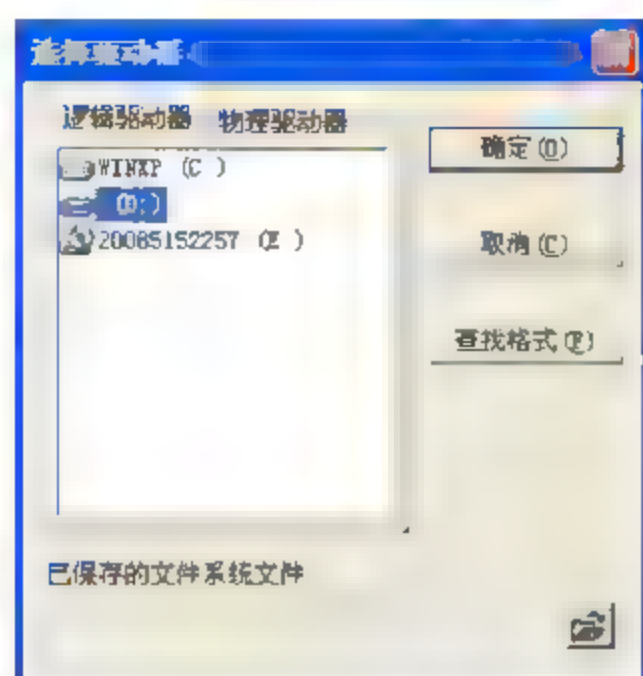 选择驱动器
逻辑驱动器 物理驱动器
WINXP (C )
(D:)
20085152257 (E )
确定(O)
取消(C)
查找格式(F)
已保存的文件系统文件